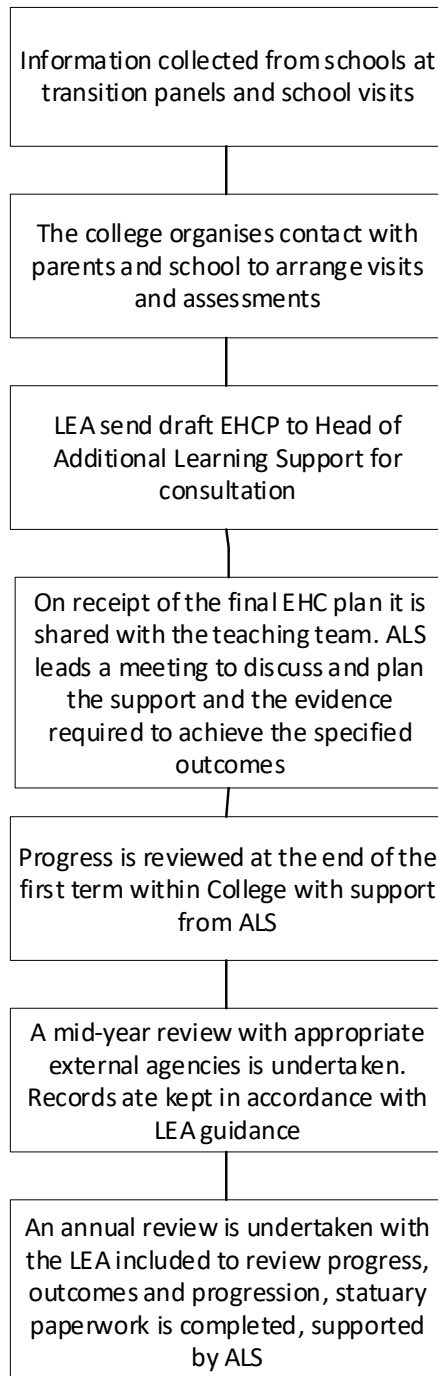 Information collected from schools at
transition panels and school visits
The college organises contact with
parents and school to arrange visits
and assessments
LEA send draft EHCP to Head of
Additional Learning Support for
consultation
On receipt of the final EHC plan it is
shared with the teaching team. ALS
leads a meeting to discuss and plan
the support and the evidence
required to achieve the specified
outcomes
Progress is reviewed at the end of the
first term within College with support
from ALS
A mid-year review with appropriate
external agencies is undertaken.
Records ate kept in accordance with
LEA guidance
An annual review is undertaken with
the LEA included to review progress,
outcomes and progression, statuary
paperwork is completed, supported
by ALS